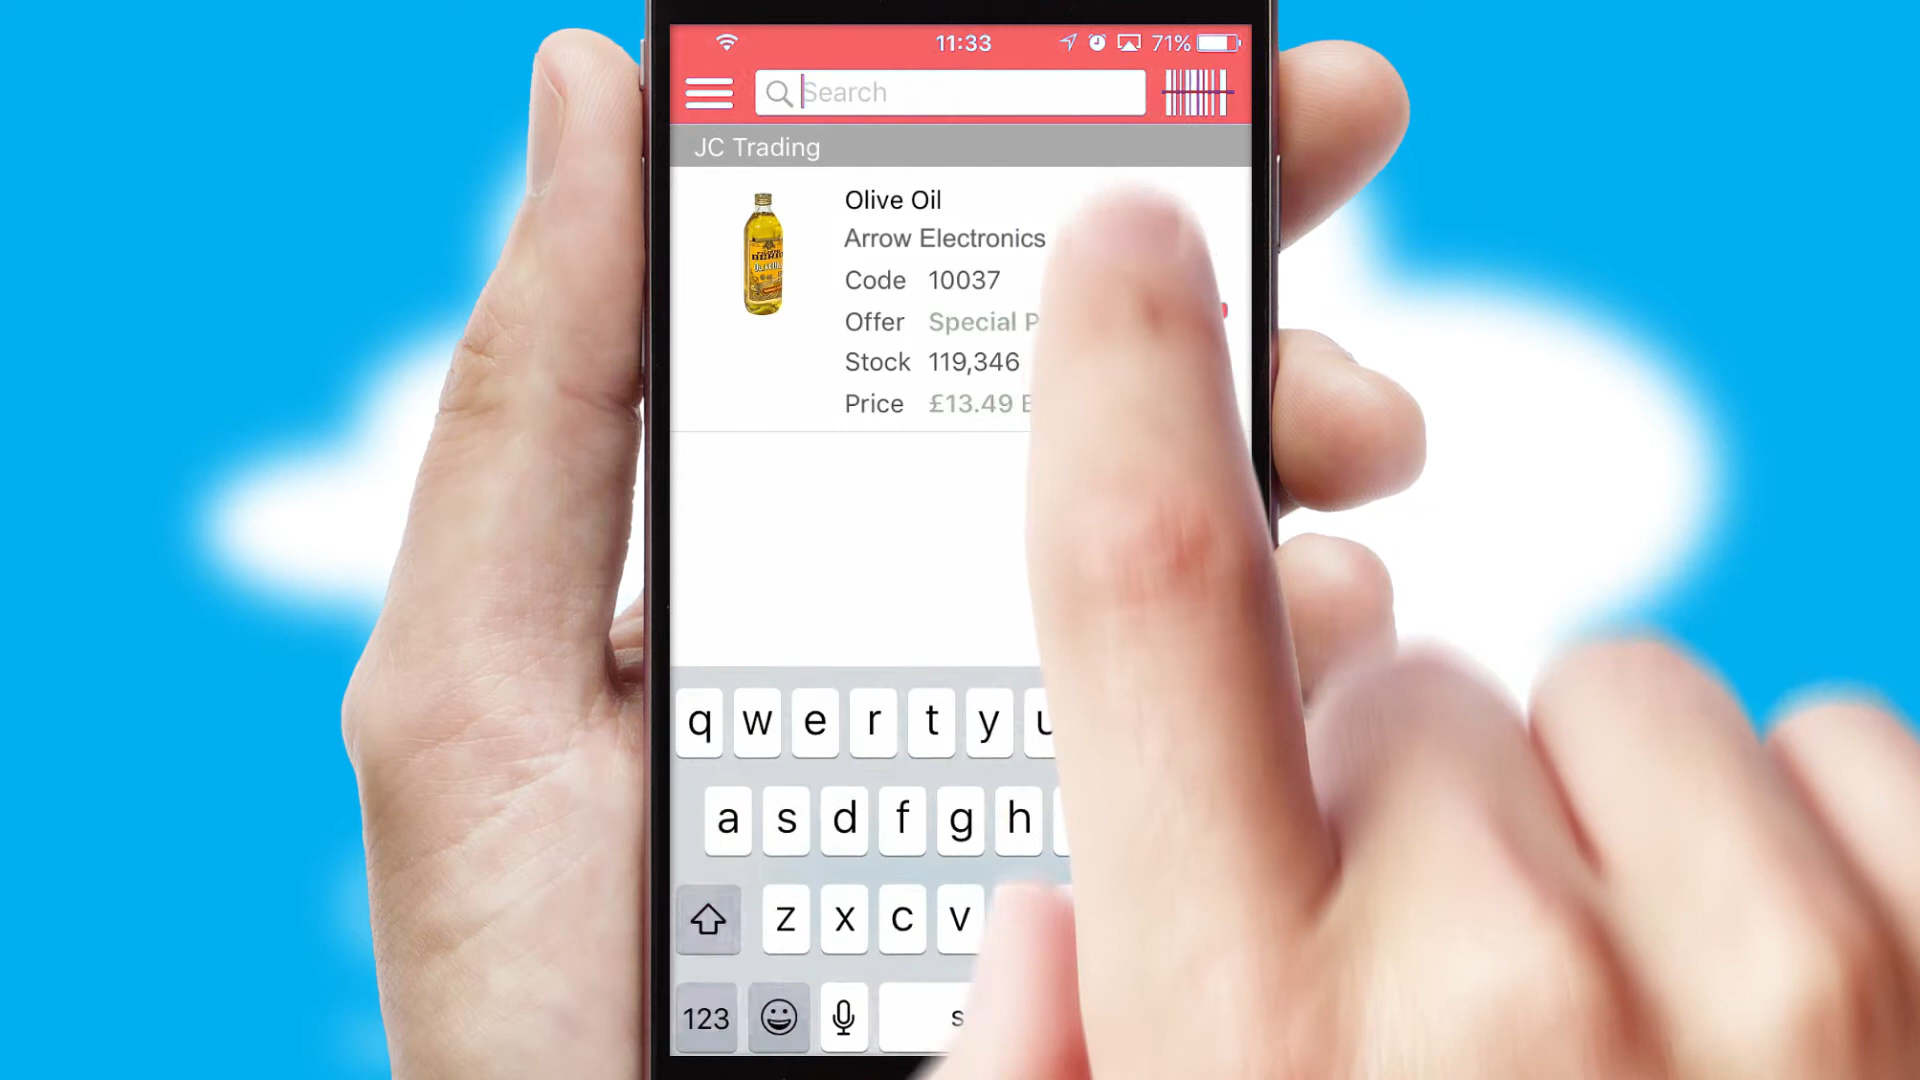 11:33
71%
Search
JC Trading
Olive Oil
Arrow Electronics
Code 10037
Offer Special
Stock 119,346
Price £13.49
q w e r t y u
a s d f g h
z x c v
123